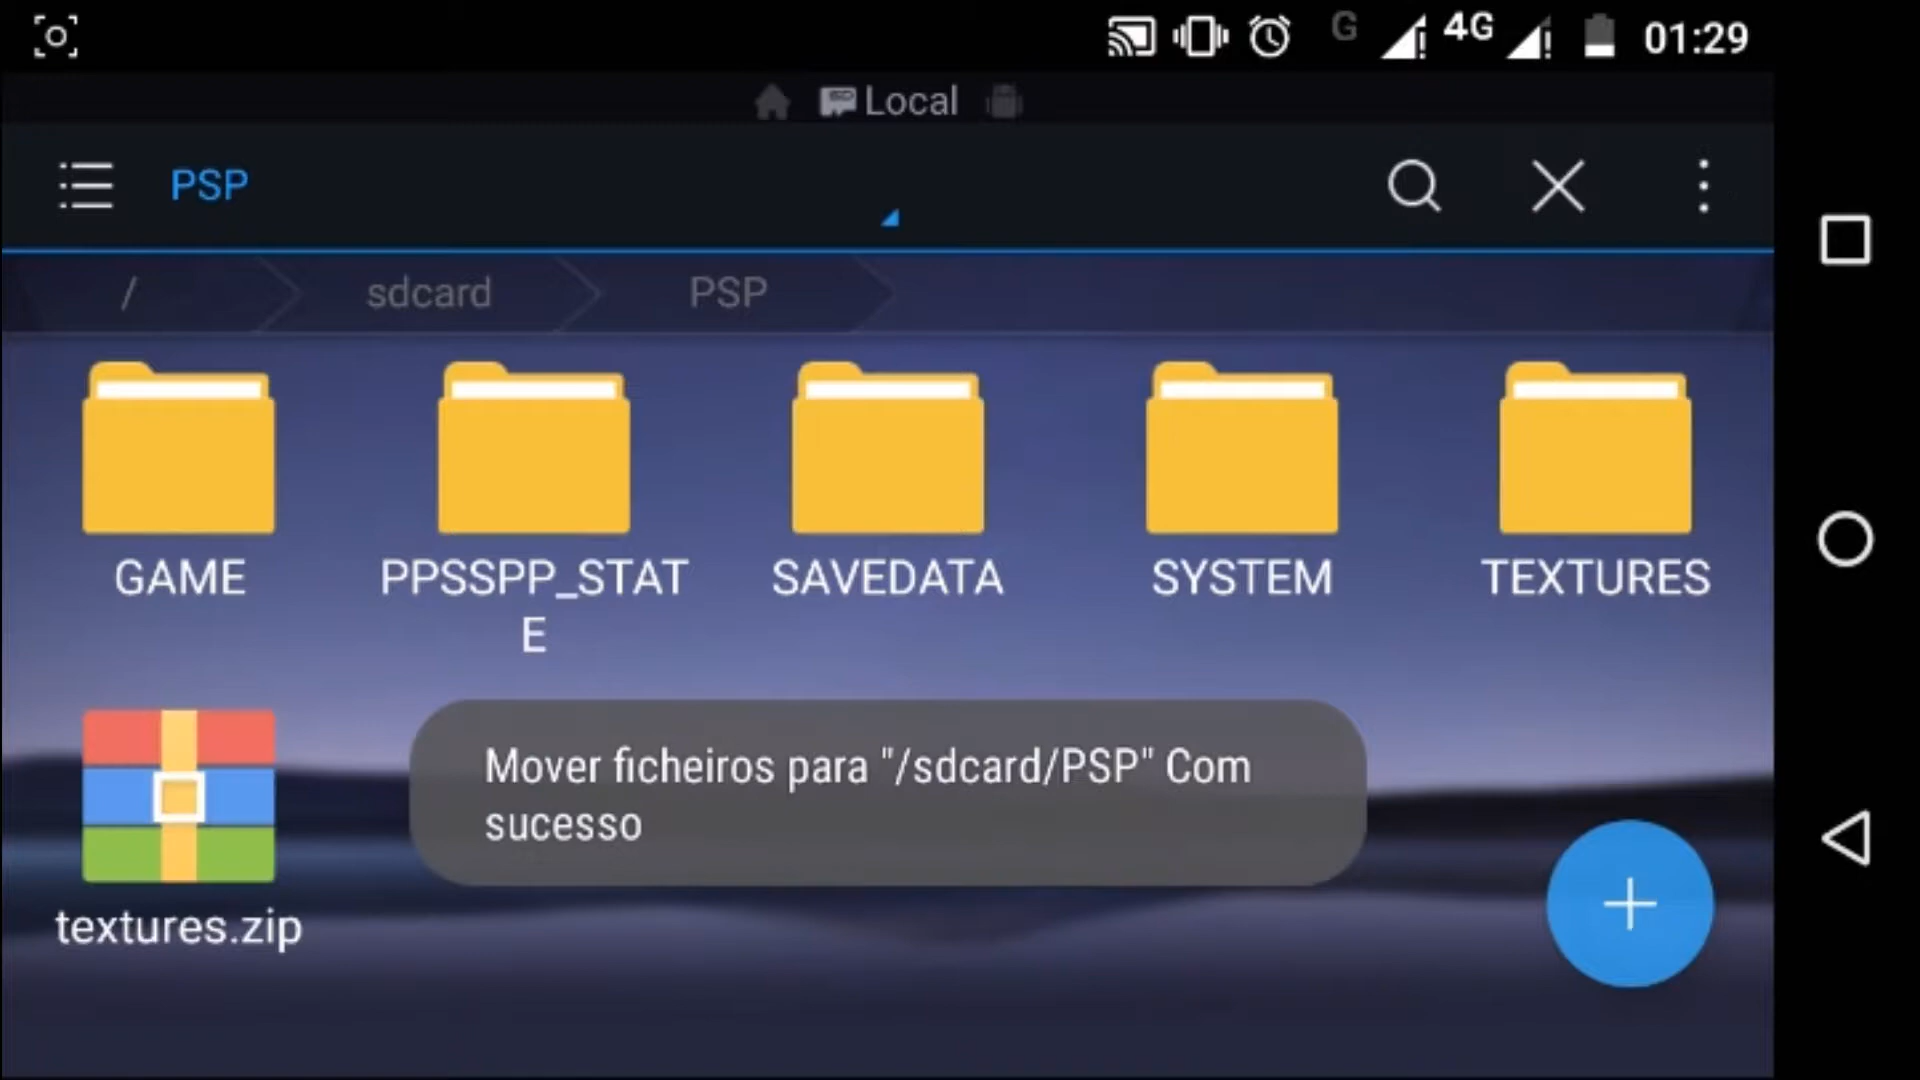 G 4G 01:29
Local
PSP
/ sdcard PSP
GAME PPSSPP_STAT SAVEDATA SYSTEM TEXTURES
E
Mover ficheiros para "/sdcard/PSP" Com
sucesso
textures.zip